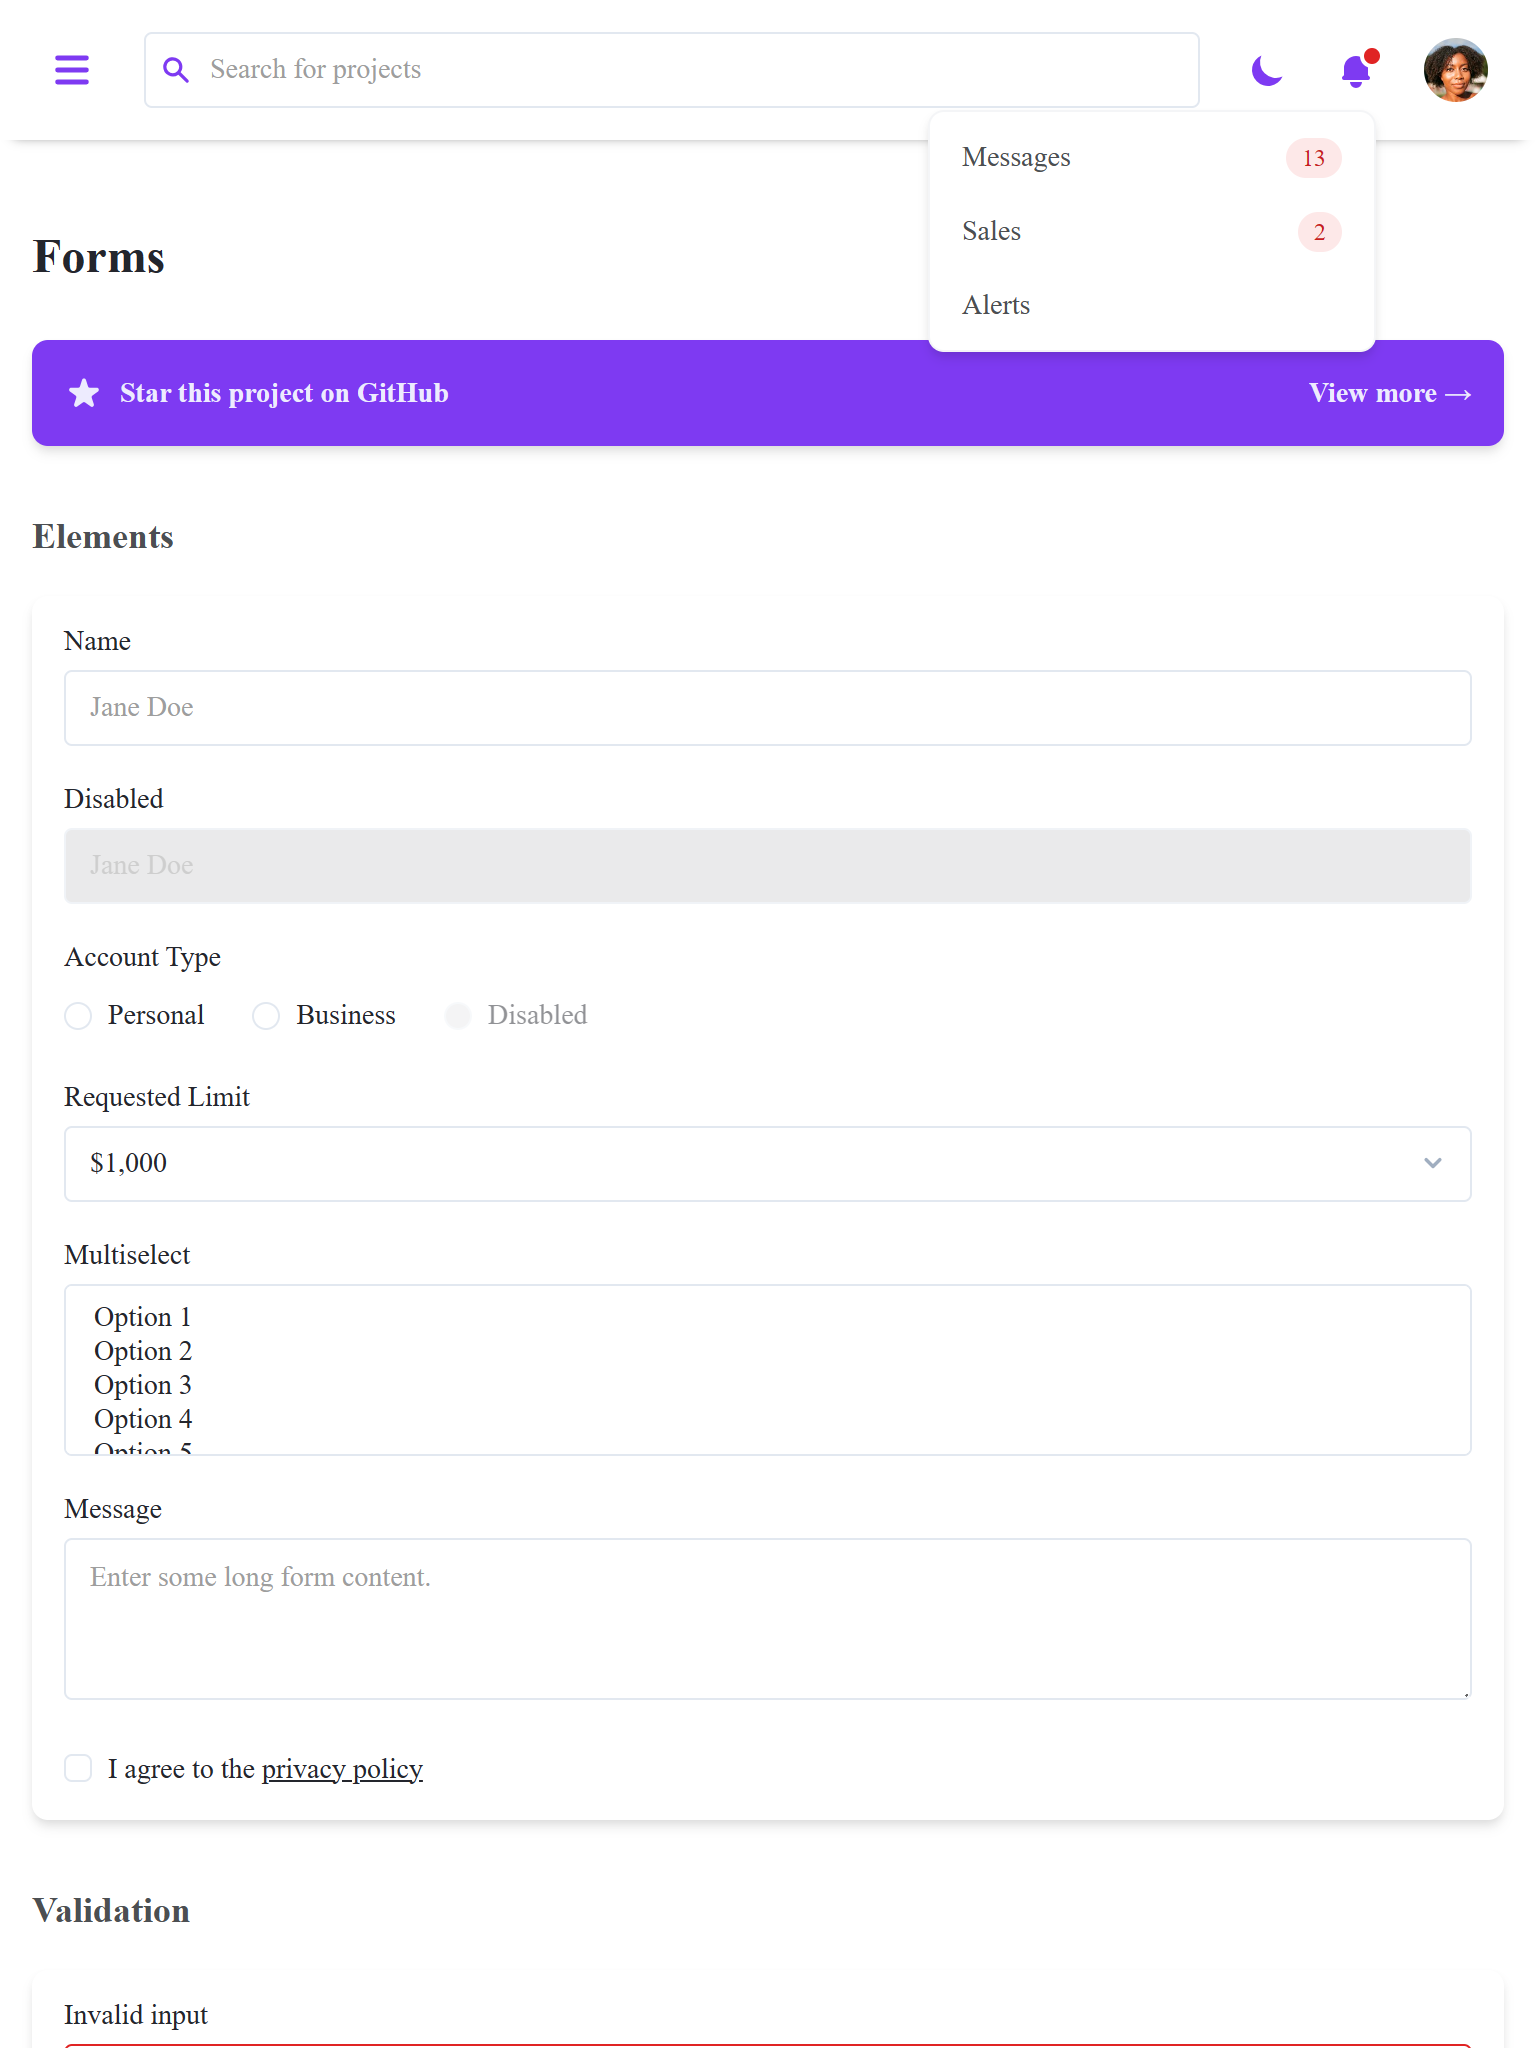 Search for projects
Messages 13
Sales 2
Alerts
Forms
Star this project on GitHub View more →
Elements
Name
Jane Doe
Disabled
Jane Doe
Account Type
Personal Business Disabled
Requested Limit
$1,000
Multiselect
Option 1
Option 2
Option 3
Option 4
Option 5
Message
Enter some long form content.
I agree to the privacy policy
Validation
Invalid input